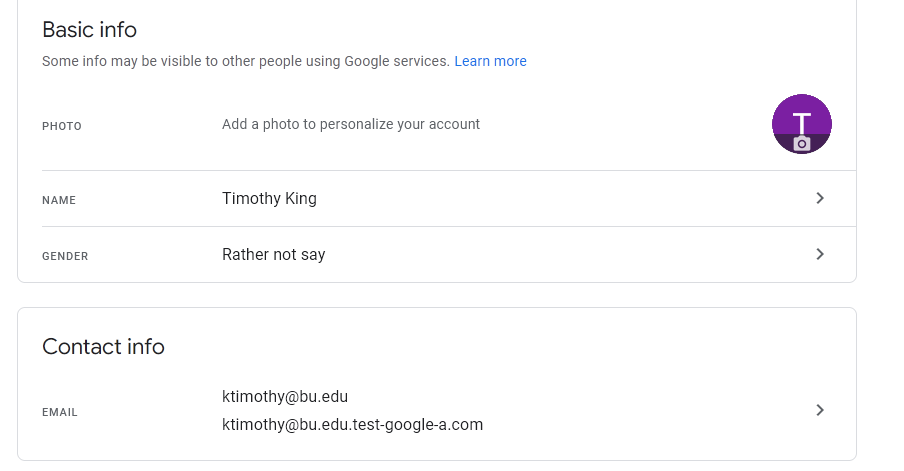 Basic info
Some info may be visible to other people using Google services. Learn more
PHOTO
Add a photo to personalize your account
T
NAME
Timothy King
GENDER
Rather not say
Contact info
EMAIL
ktimothy@bu.edu
ktimothy@bu.edu.test-google-a.com